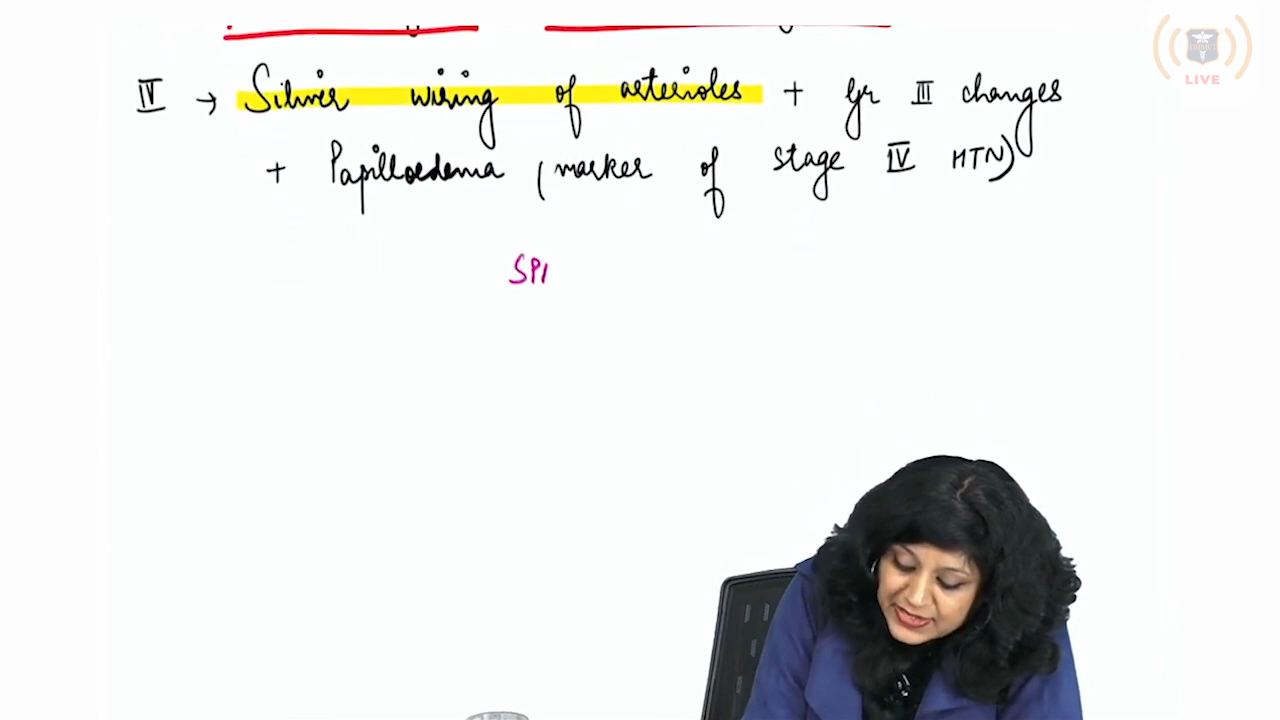 LIVE
IV → Silver wiring of arterioles + Gr III changes
+ Papilloedema (marker of stage IV HTN)
SPI